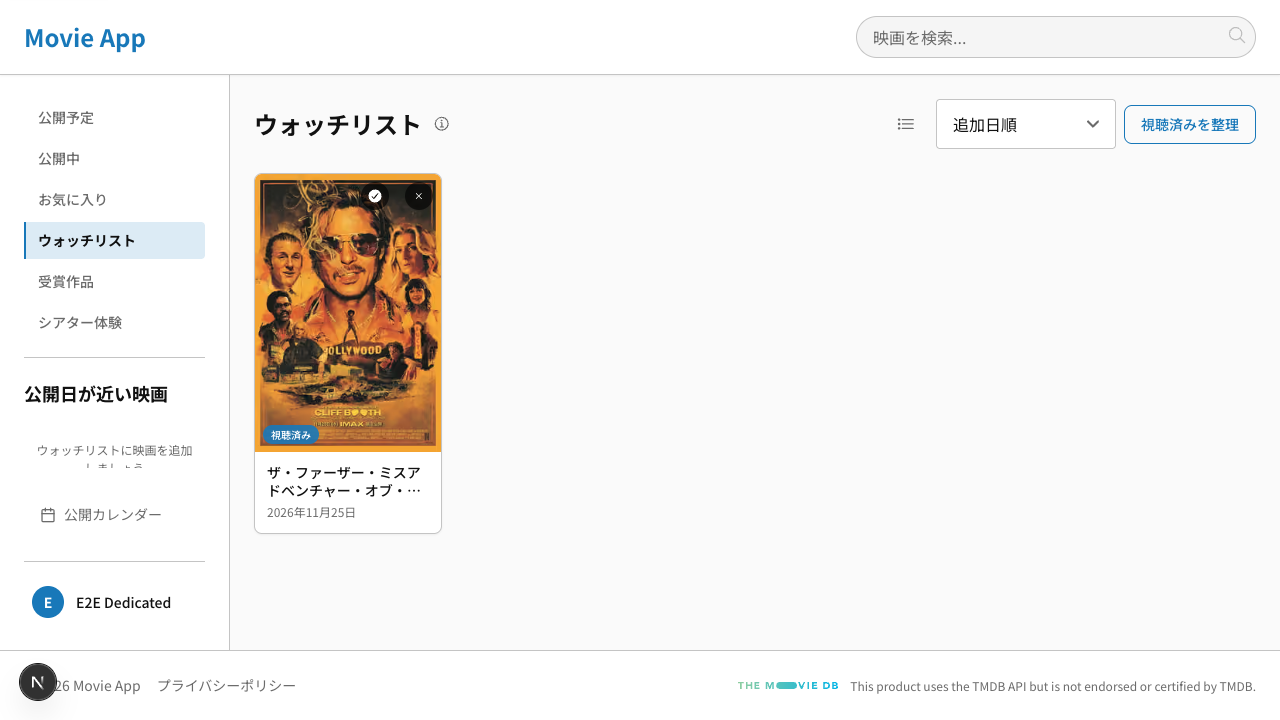 Movie App
映画を検索...
公開予定
公開中
お気に入り
ウォッチリスト
受賞作品
シアター体験
公開日が近い映画
ウォッチリストに映画を追加
公開カレンダー
E
E2E Dedicated
ウォッチリスト
追加日順
視聴済みを整理
HOLLYWOOD
CLIFF BOOTH
IMAX
視聴済み
ザ・ファーザー・ミスア
ドベンチャー・オブ・…
2026年11月25日
N
26 Movie App
プライバシーポリシー
THE MOVIE DB
This product uses the TMDB API but is not endorsed or certified by TMDB.